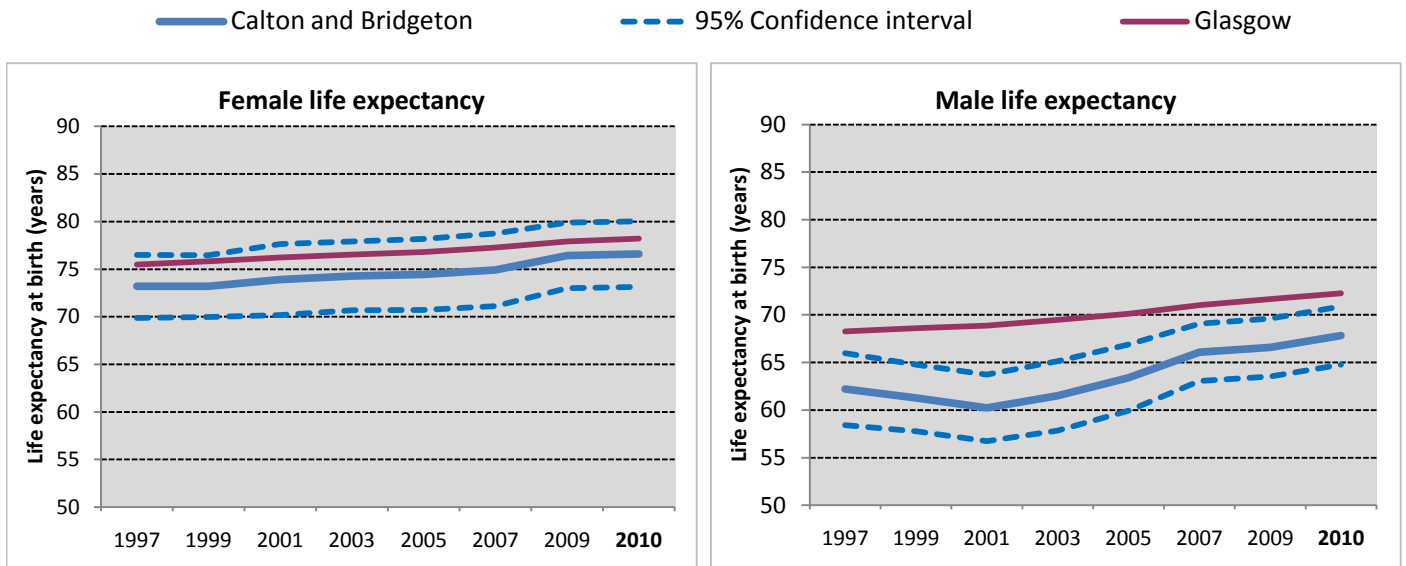 Calton and Bridgeton 95% Confidence interval Glasgow
Female life expectancy
Life expectancy at birth (years)
90
85
80
75
70
65
60
55
50
1997 1999 2001 2003 2005 2007 2009 2010
Male life expectancy
Life expectancy at birth (years)
90
85
80
75
70
65
60
55
50
1997 1999 2001 2003 2005 2007 2009 2010